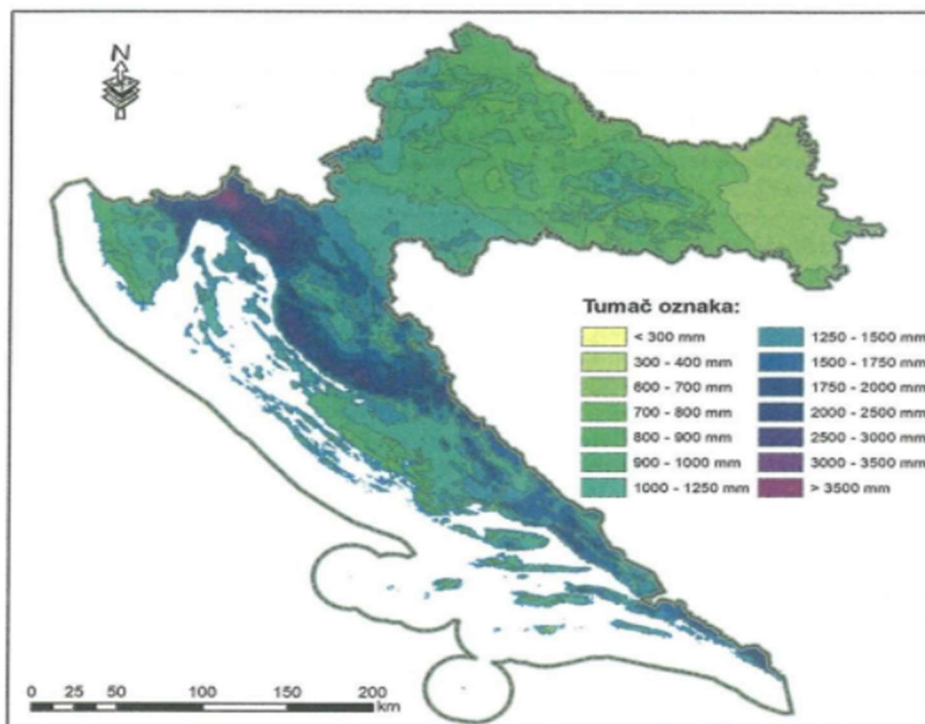 N
Tumač oznaka:
< 300 mm
300 - 400 mm
600 - 700 mm
700 - 800 mm
800 - 900 mm
900 - 1000 mm
1000 - 1250 mm
1250 - 1500 mm
1500 - 1750 mm
1750 - 2000 mm
2000 - 2500 mm
2500 - 3000 mm
3000 - 3500 mm
> 3500 mm
0 25 50 100 150 200
km